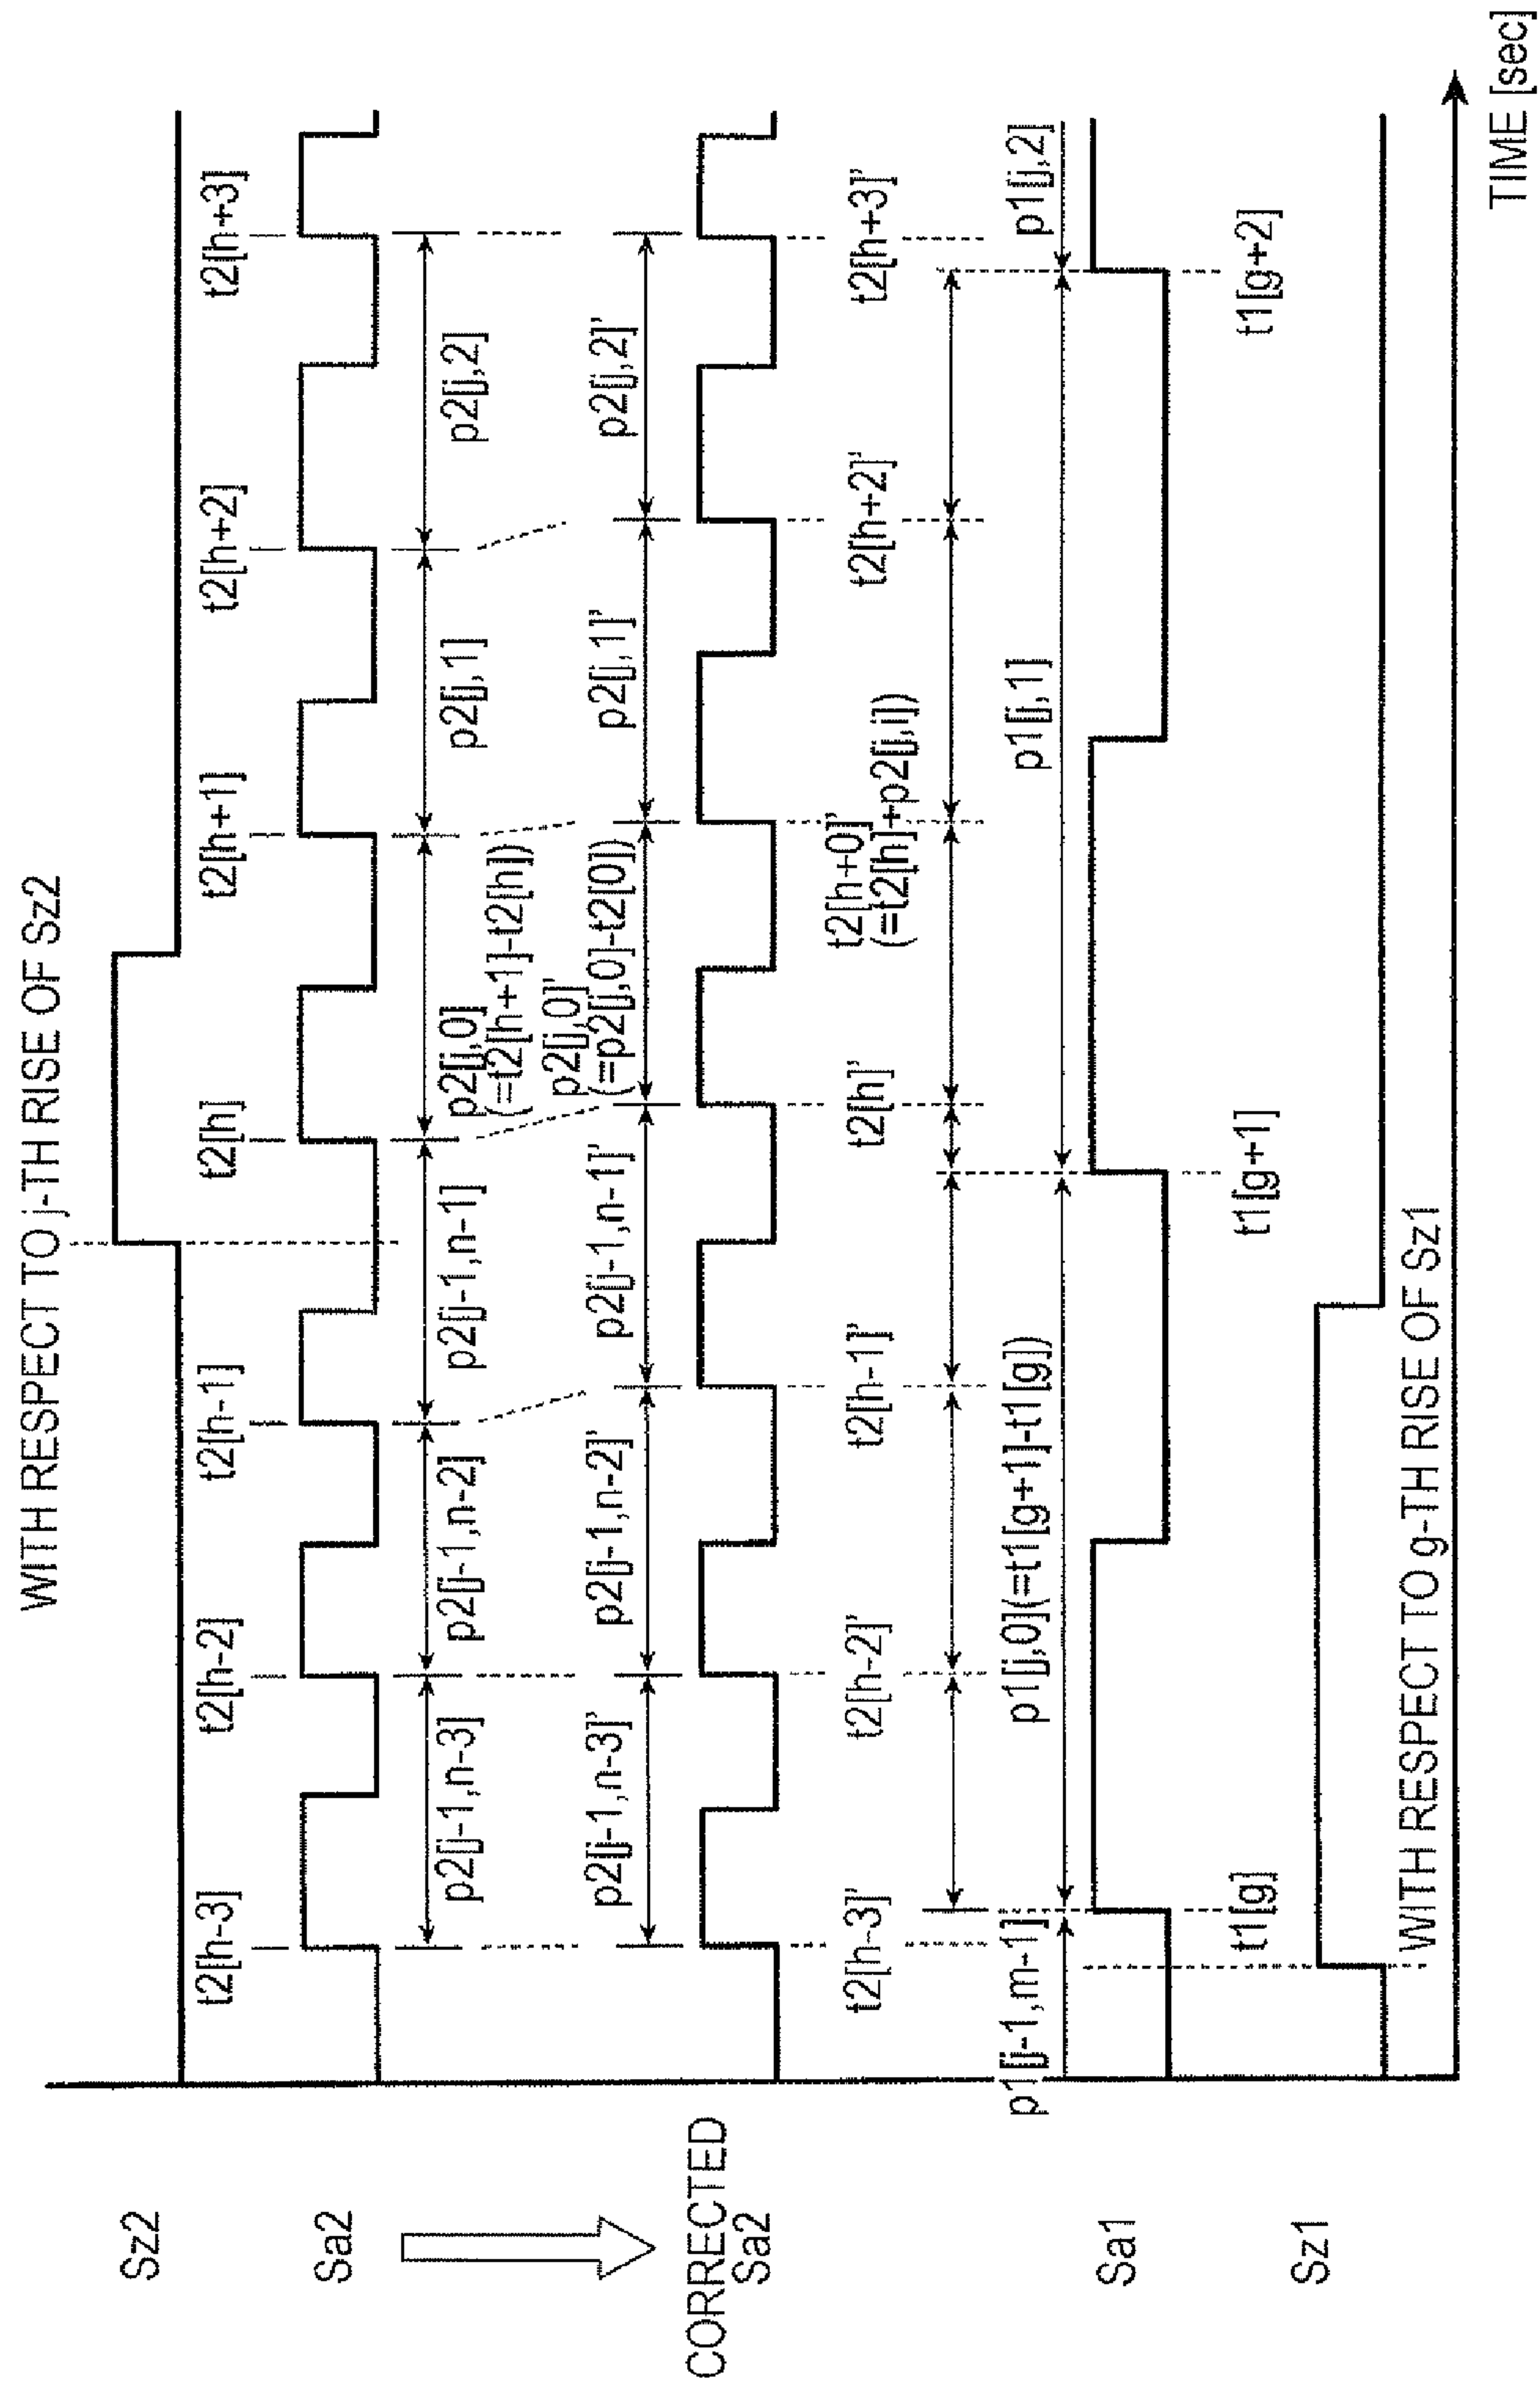 WITH RESPECT TO j-TH RISE OF Sz2
Sz2
t2[h-3]
t2[h-2]
t2[h-1]
t2[h]
t2[h+1]
t2[h+2]
t2[h+3]
Sa2
p2[j-1,n-3]
p2[j-1,n-2]
p2[j-1,n-1]
p2[j,0]
(=t2[h+1]-t2[h])
p2[j,1]
p2[j,2]
p2[j-1,n-3]'
p2[j-1,n-2]'
p2[j-1,n-1]'
p2[j,0]'
(=p2[j,0]-t2[0])
p2[j,1]'
p2[j,2]'
CORRECTED
Sa2
t2[h-3]'
t2[h-2]'
t2[h-1]'
t2[h]'
t2[h+0]'
(=t2[h]+p2[j,i])
t2[h+2]'
t2[h+3]'
p1[j-1,m-1]
p1[j,0](=t1[g+1]-t1[g])
p1[j,1]
p1[j,2]
Sa1
t1[g]
t1[g+1]
t1[g+2]
Sz1
WITH RESPECT TO g-TH RISE OF Sz1
TIME [sec]